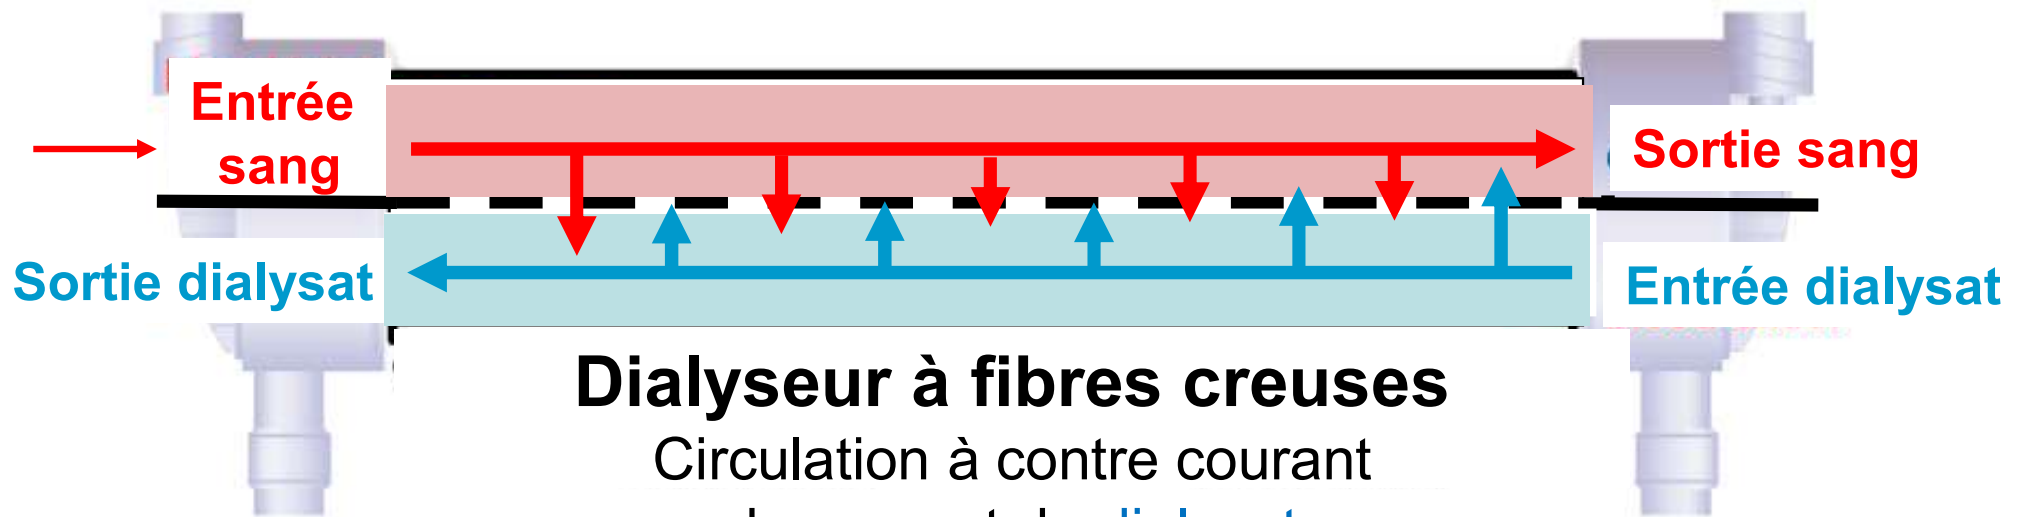 Entrée
sang
Sortie sang
Sortie dialysat
Entrée dialysat
Dialyseur à fibres creuses
Circulation à contre courant